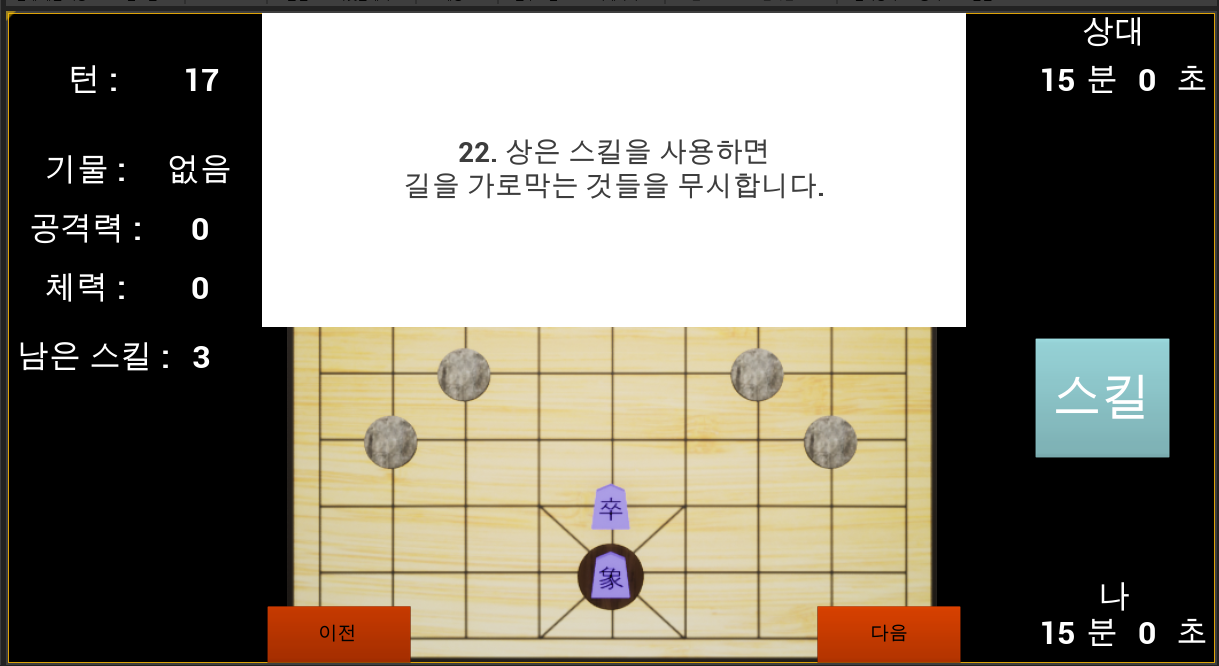 턴 : 17
기물 : 없음
공격력 : 0
체력 : 0
남은 스킬 : 3
22. 상은 스킬을 사용하면
길을 가로막는 것들을 무시합니다.
상대
15 분 0 초
스킬
卒
象
이전
다음
나
15 분 0 초